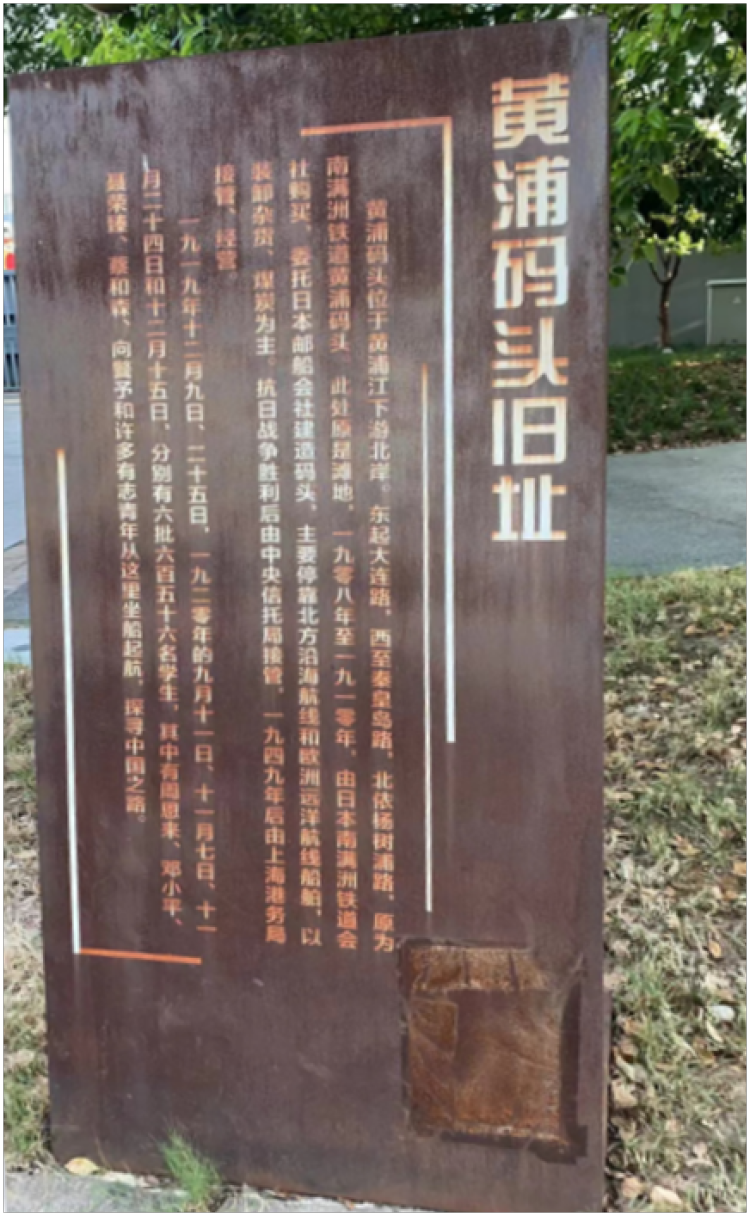 黄浦码头旧址
黄浦码头位于黄浦江下游北岸。东起大连路，西至秦皇岛路，北依杨树浦路，原为
南满洲铁道黄浦码头，此处原是滩地，一九零八年至一九一零年，由日本南满洲铁道会
社购买，委托日本邮船会社建造码头，主要停靠北方沿海航线和欧洲远洋航线船舶，以
装卸杂货、煤炭为主。抗日战争胜利后由中央信托局接管，一九四九年后由上海港务局
接管、经营。
一九一九年十二月九日、二十五日，一九二零年的九月十一日、十一月七日、十一
月二十四日和十二月十五日，分别有六批六百五十六名学生，其中有周恩来、邓小平、
聂荣臻、蔡和森、向警予和许多有志青年从这里坐船起航，探寻中国之路。